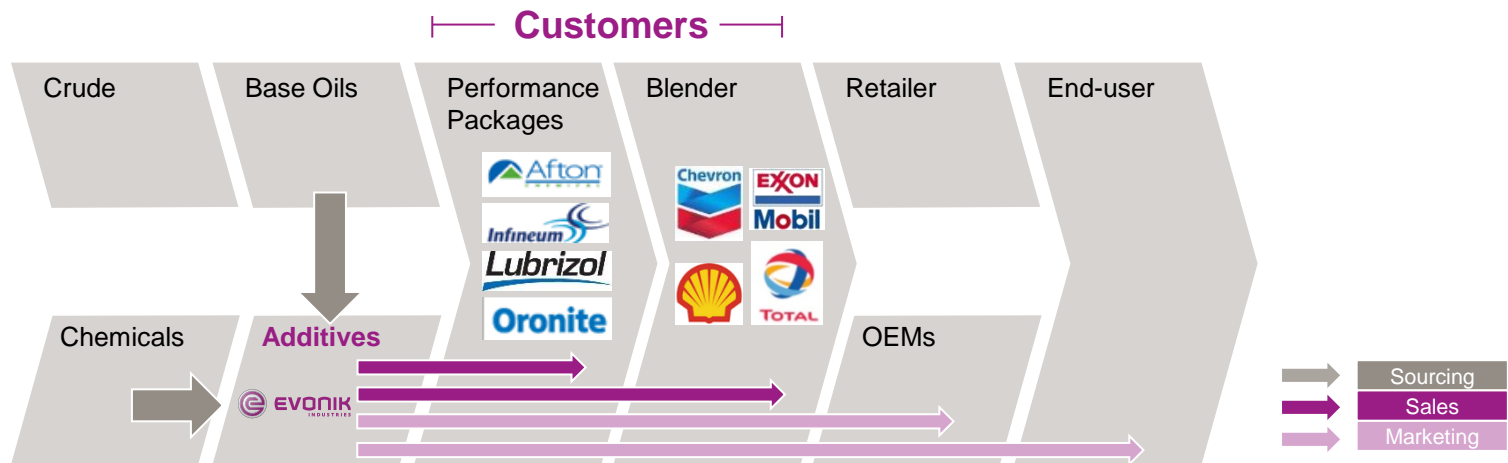 Customers
Crude
Base Oils
Performance
Packages
Blender
Retailer
End-user
Afton
CHEMICAL
Infineum
Lubrizol
Oronite
Chevron
EXXON
Mobil
TOTAL
Chemicals
Additives
EVONIK
INDUSTRIES
OEMs
Sourcing
Sales
Marketing